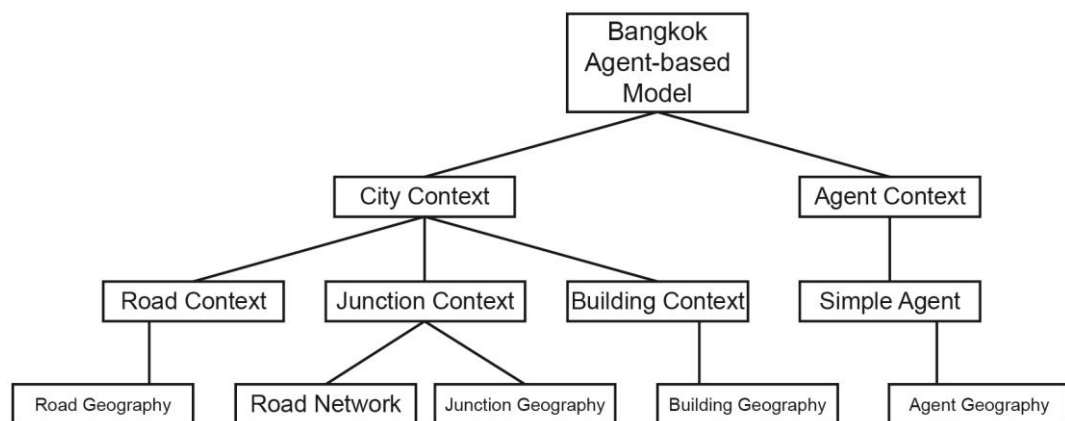 Bangkok
Agent-based
Model
City Context
Agent Context
Road Context
Junction Context
Building Context
Simple Agent
Road Geography
Road Network
Junction Geography
Building Geography
Agent Geography